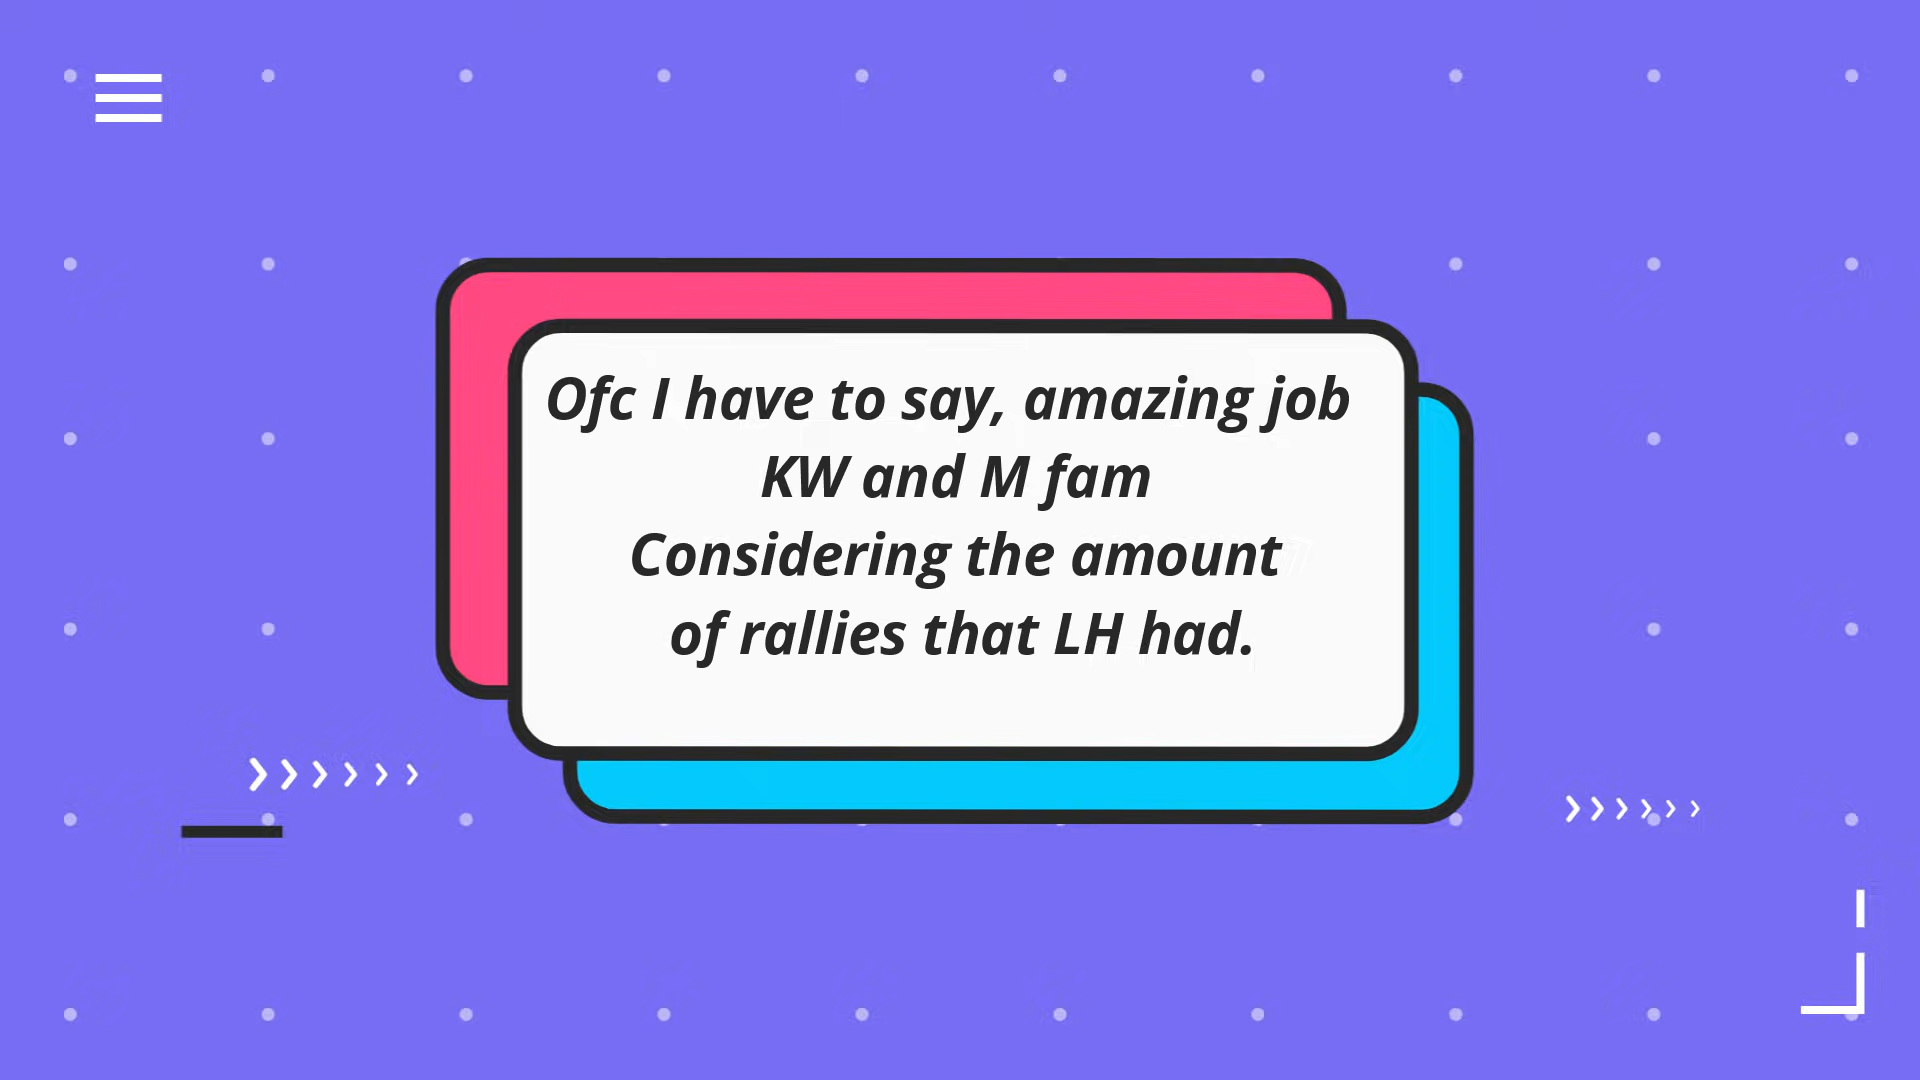 Ofc I have to say, amazing job
KW and M fam
Considering the amount
of rallies that LH had.